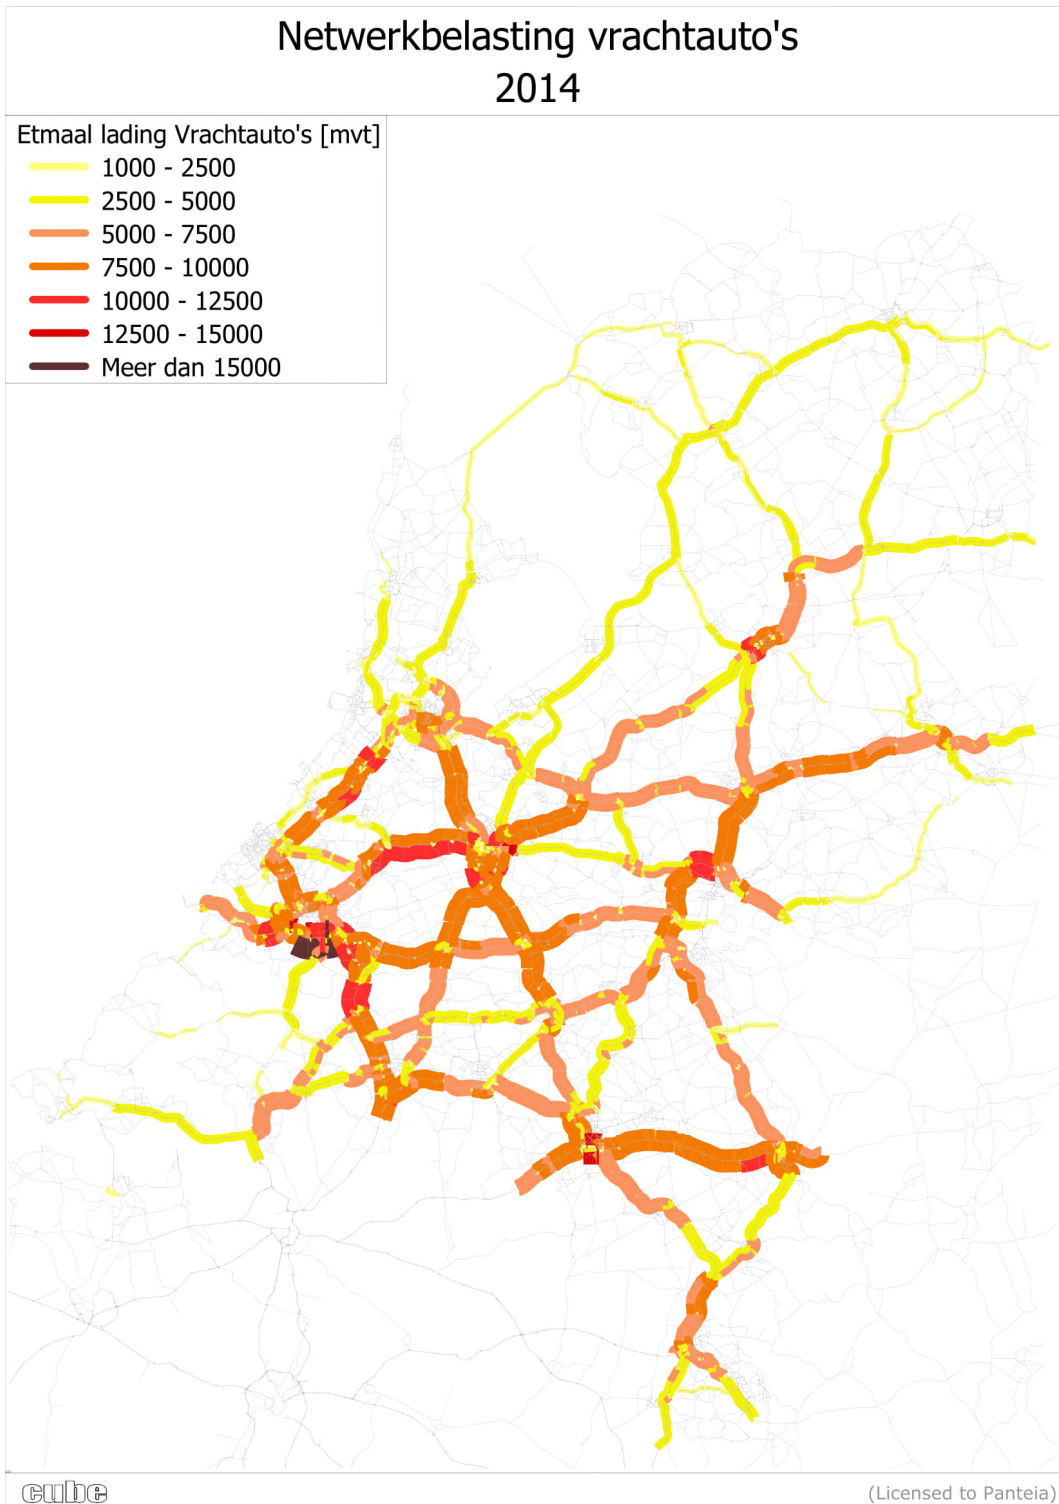 Netwerkbelasting vrachtauto's
2014
Etmaal lading Vrachtauto's [mvt]
1000 - 2500
2500 - 5000
5000 - 7500
7500 - 10000
10000 - 12500
12500 - 15000
Meer dan 15000
cube
(Licensed to Panteia)